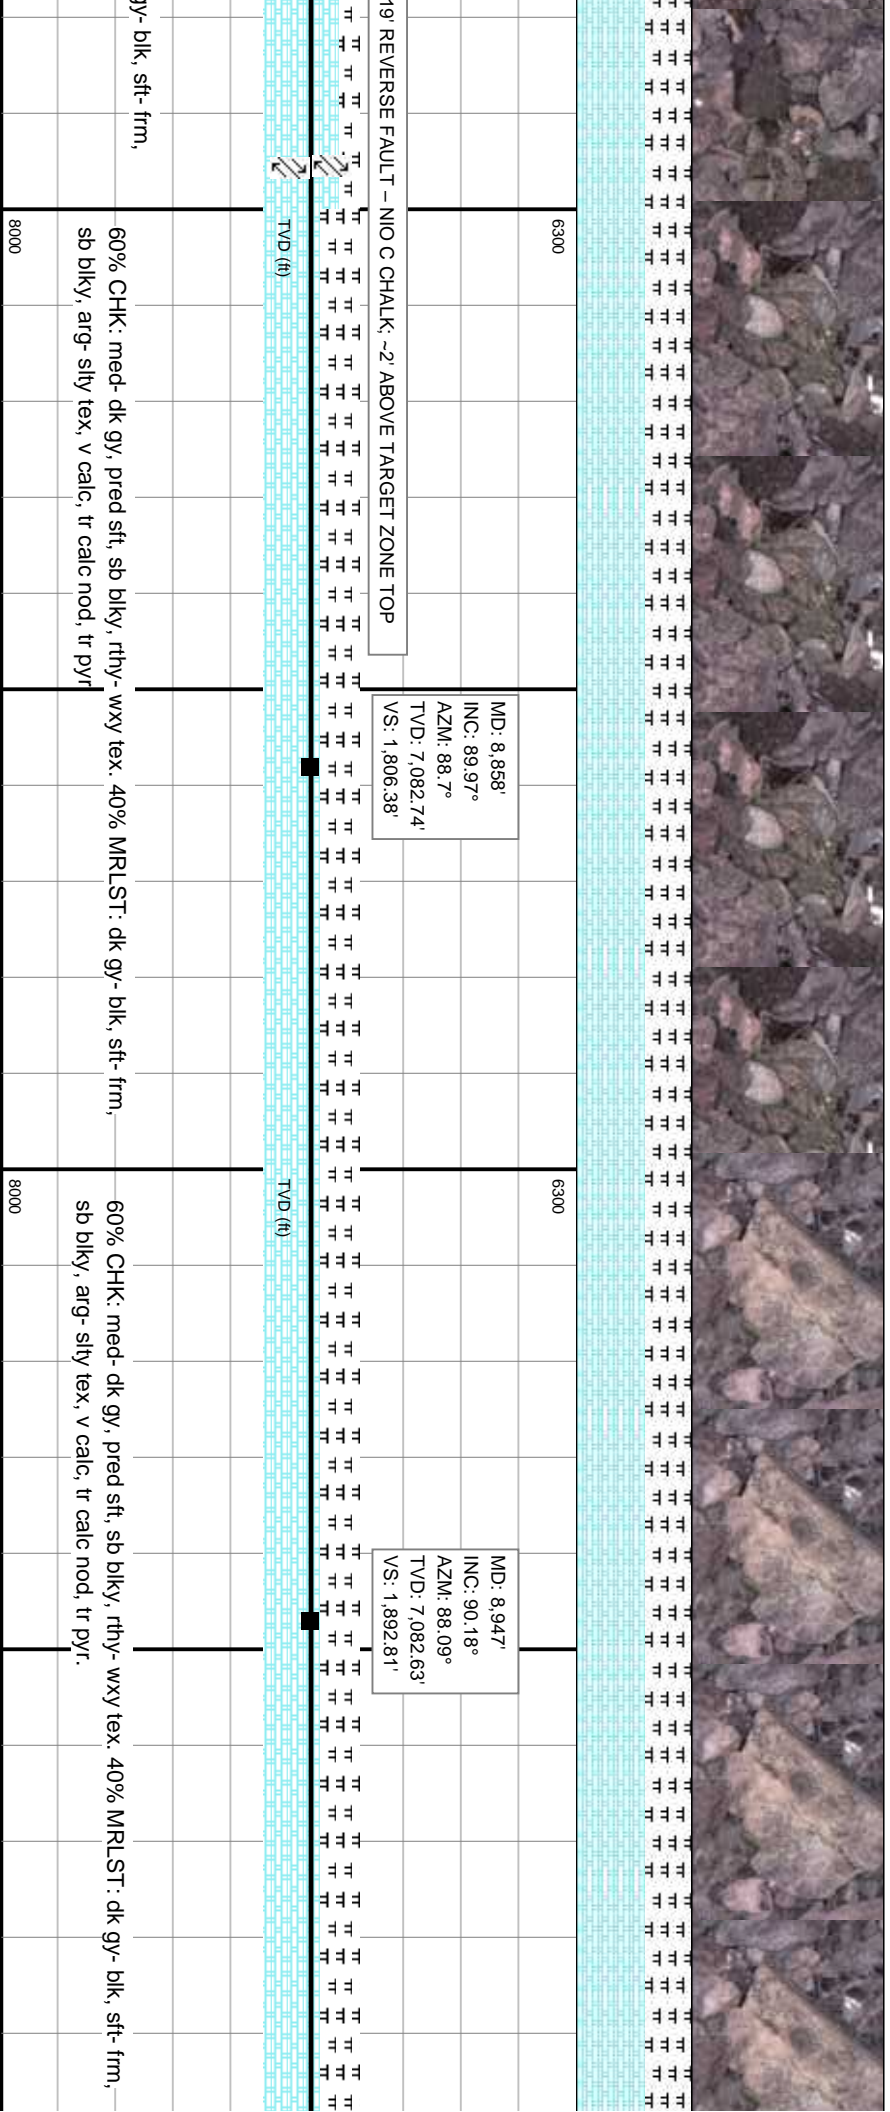 gy- blk, sft- frm,
19' REVERSE FAULT – NIO C CHALK; ~2' ABOVE TARGET ZONE TOP
6300
TVD (ft)
8000
60% CHK: med- dk gy, pred sft, sb blky, rthy- wxy tex. 40% MRLST: dk gy- blk, sft- frm,
sb blky, arg- slty tex, v calc, tr calc nod, tr pyr
MD: 8,858'
INC: 89.97°
AZM: 88.7°
TVD: 7,082.74'
VS: 1,806.38'
6300
TVD (ft)
8000
60% CHK: med- dk gy, pred sft, sb blky, rthy- wxy tex. 40% MRLST: dk gy- blk, sft- frm,
sb blky, arg- slty tex, v calc, tr calc nod, tr pyr.
MD: 8,947'
INC: 90.18°
AZM: 88.09°
TVD: 7,082.63'
VS: 1,892.81'